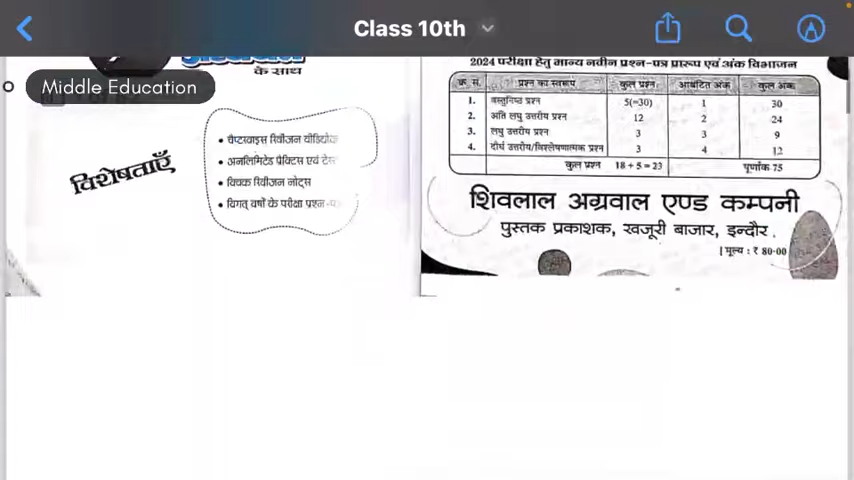 Class 10th
के साथ
Middle Education
विशेषताएँ
• चैप्टरवाइस रिवीजन वीडियोज
• अनलिमिटेड प्रैक्टिस एवं टेस्ट
• क्विक रिवीजन नोट्स
• विगत् वर्षों के परीक्षा प्रश्न-
2024 परीक्षा हेतु मान्य नवीन प्रश्न-पत्र प्रारूप एवं अंक विभाजन
क्र. सं. प्रश्न का स्वरूप कुल प्रश्न आबंटित अंक कुल अंक
1. वस्तुनिष्ठ प्रश्न 5(=30) 1 30
2. अति लघु उत्तरीय प्रश्न 12 2 24
3. लघु उत्तरीय प्रश्न 3 3 9
4. दीर्घ उत्तरीय/विश्लेषणात्मक प्रश्न 3 4 12
कुल प्रश्न 18 + 5 = 23 पूर्णांक 75
शिवलाल अग्रवाल एण्ड कम्पनी
पुस्तक प्रकाशक, खजूरी बाजार, इन्दौर
[ मूल्य : ₹ 80·00